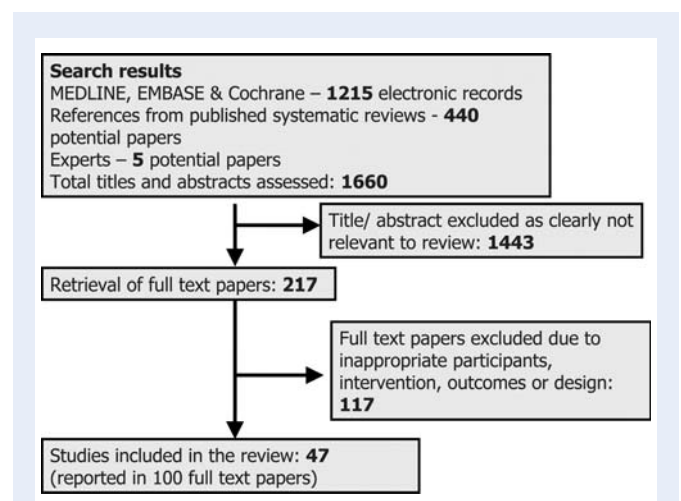 Search results
MEDLINE, EMBASE & Cochrane – 1215 electronic records
References from published systematic reviews - 440
potential papers
Experts – 5 potential papers
Total titles and abstracts assessed: 1660
Title/ abstract excluded as clearly not
relevant to review: 1443
Retrieval of full text papers: 217
Full text papers excluded due to
inappropriate participants,
intervention, outcomes or design:
117
Studies included in the review: 47
(reported in 100 full text papers)